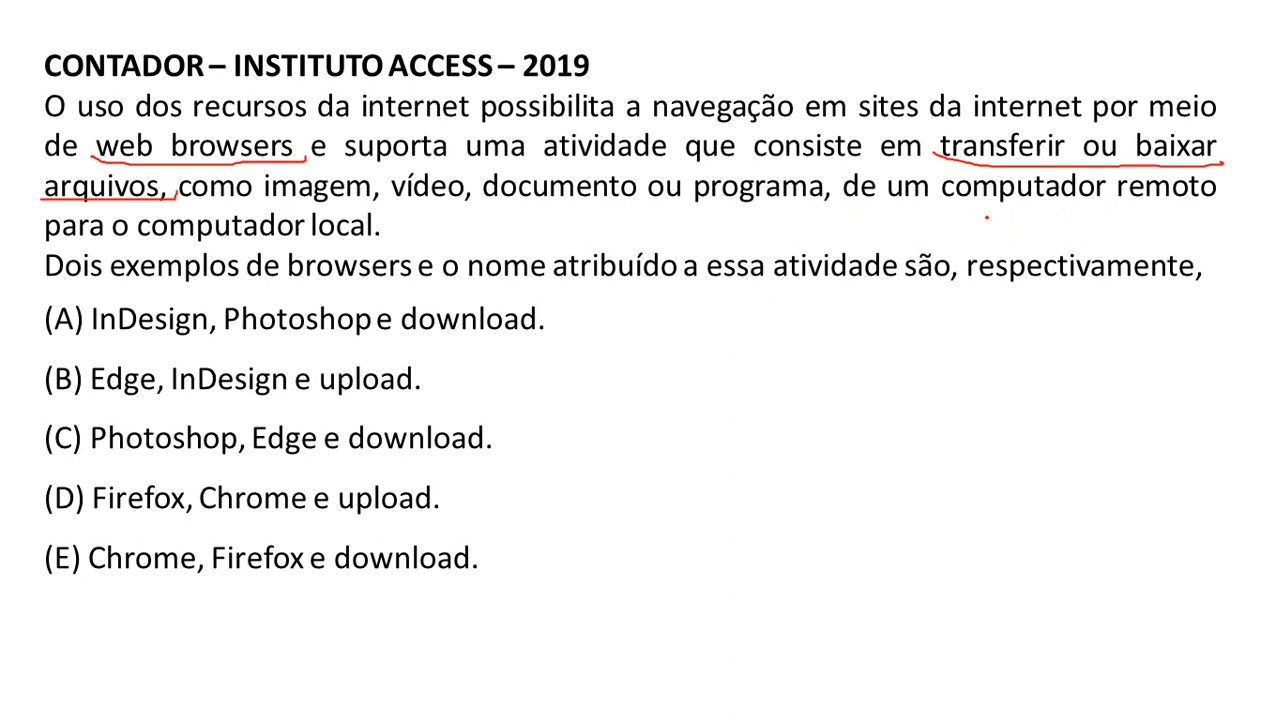 CONTADOR – INSTITUTO ACCESS – 2019
O uso dos recursos da internet possibilita a navegação em sites da internet por meio
de web browsers e suporta uma atividade que consiste em transferir ou baixar
arquivos, como imagem, vídeo, documento ou programa, de um computador remoto
para o computador local.
Dois exemplos de browsers e o nome atribuído a essa atividade são, respectivamente,
(A) InDesign, Photoshop e download.
(B) Edge, InDesign e upload.
(C) Photoshop, Edge e download.
(D) Firefox, Chrome e upload.
(E) Chrome, Firefox e download.